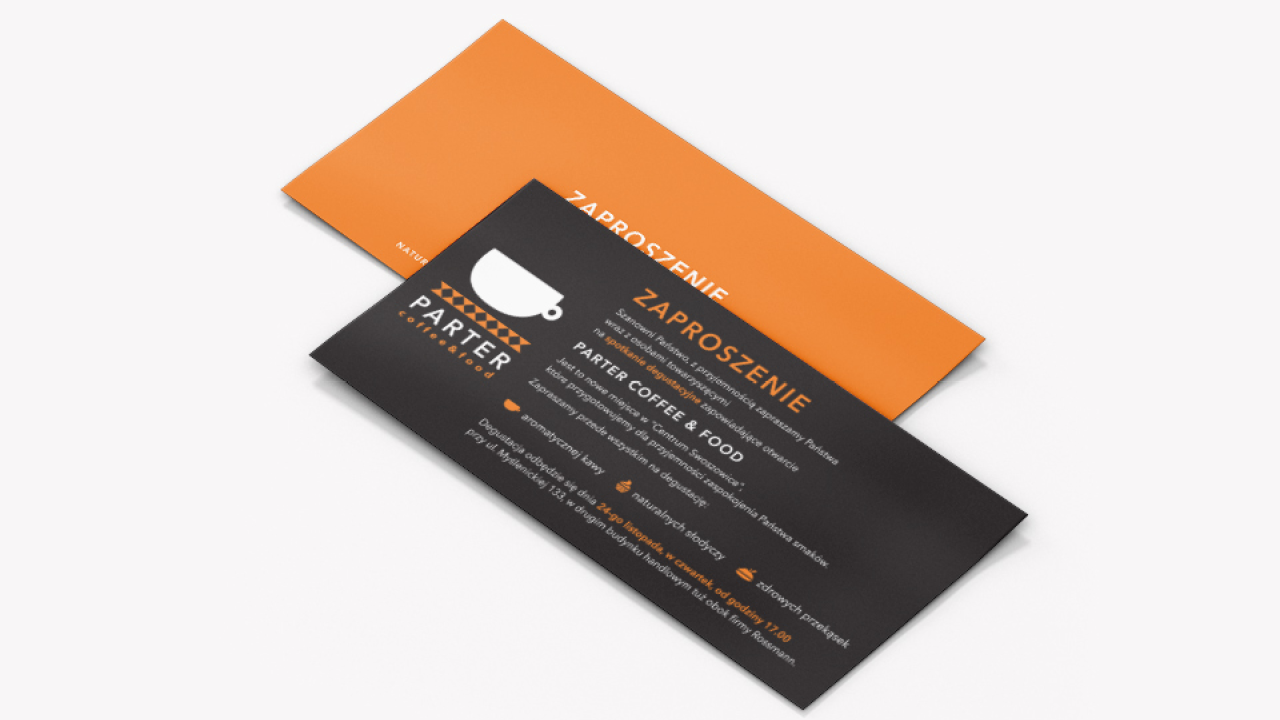 ZAPROSZENIE
NATUR
PARTER
coffee&food
ZAPROSZENIE
Szanowni Państwo, z przyjemnością zapraszamy Państwa
wraz z osobami towarzyszącymi
na spotkanie degustacyjne zapowiadające otwarcie
PARTER COFFEE & FOOD
Jest to nowe miejsce w "Centrum Swoszowice",
które przygotowujemy dla przyjemności zaspokojenia Państwa smaków.
Zapraszamy przede wszystkim na degustację:
aromatycznej kawy
naturalnych słodyczy
zdrowych przekąsek
Degustacja odbędzie się dnia 24-go listopada, w czwartek, od godziny 17.00
przy ul. Myślenickiej 133, w drugim budynku handlowym tuż obok firmy Rossmann.